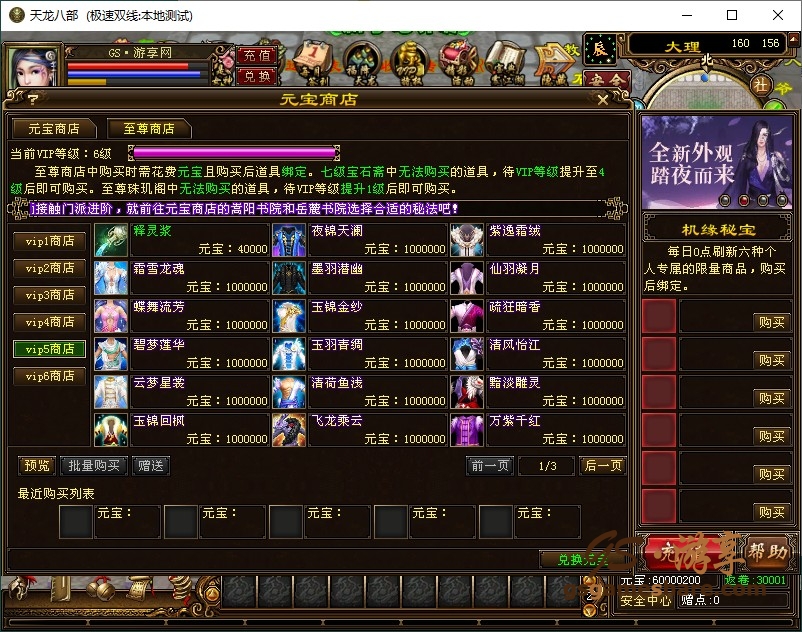 天龙八部 (极速双线:本地测试)
GS·游享网
充值
兑换
大理
160 156
北
辰
安全
社
元宝商店
元宝商店
至尊商店
当前VIP等级：6级
至尊商店中购买时需花费元宝且购买后道具绑定。七级宝石斋中无法购买的道具，待VIP等级提升至4
级后即可购买。至尊珠玑阁中无法购买的道具，待VIP等级提升1级后即可购买。
接触门派进阶，就前往元宝商店的嵩阳书院和岳麓书院选择合适的秘法吧！
vip1商店
vip2商店
vip3商店
vip4商店
vip5商店
vip6商店
释灵浆
元宝：40000
夜锦天澜
元宝：1000000
紫逸霜绒
元宝：1000000
霜雪龙魂
元宝：1000000
墨羽潜幽
元宝：1000000
仙羽凝月
元宝：1000000
蝶舞流芳
元宝：1000000
玉锦金纱
元宝：1000000
疏狂暗香
元宝：1000000
碧梦莲华
元宝：1000000
玉羽青绸
元宝：1000000
清风怡江
元宝：1000000
云梦星裳
元宝：1000000
清荷鱼浅
元宝：1000000
黯淡雕灵
元宝：1000000
玉锦回枫
元宝：1000000
飞龙乘云
元宝：1000000
万紫千红
元宝：1000000
预览
批量购买
赠送
前一页
1/3
后一页
最近购买列表
元宝：
元宝：
元宝：
元宝：
元宝：
兑换元宝
全新外观
踏夜而来
机缘秘宝
每日0点刷新六种个
人专属的限量商品，购买
后绑定。
购买
购买
购买
购买
购买
购买
帮助
GS·游享
元宝:60000200
返卷:30001
安全中心
赠点:0